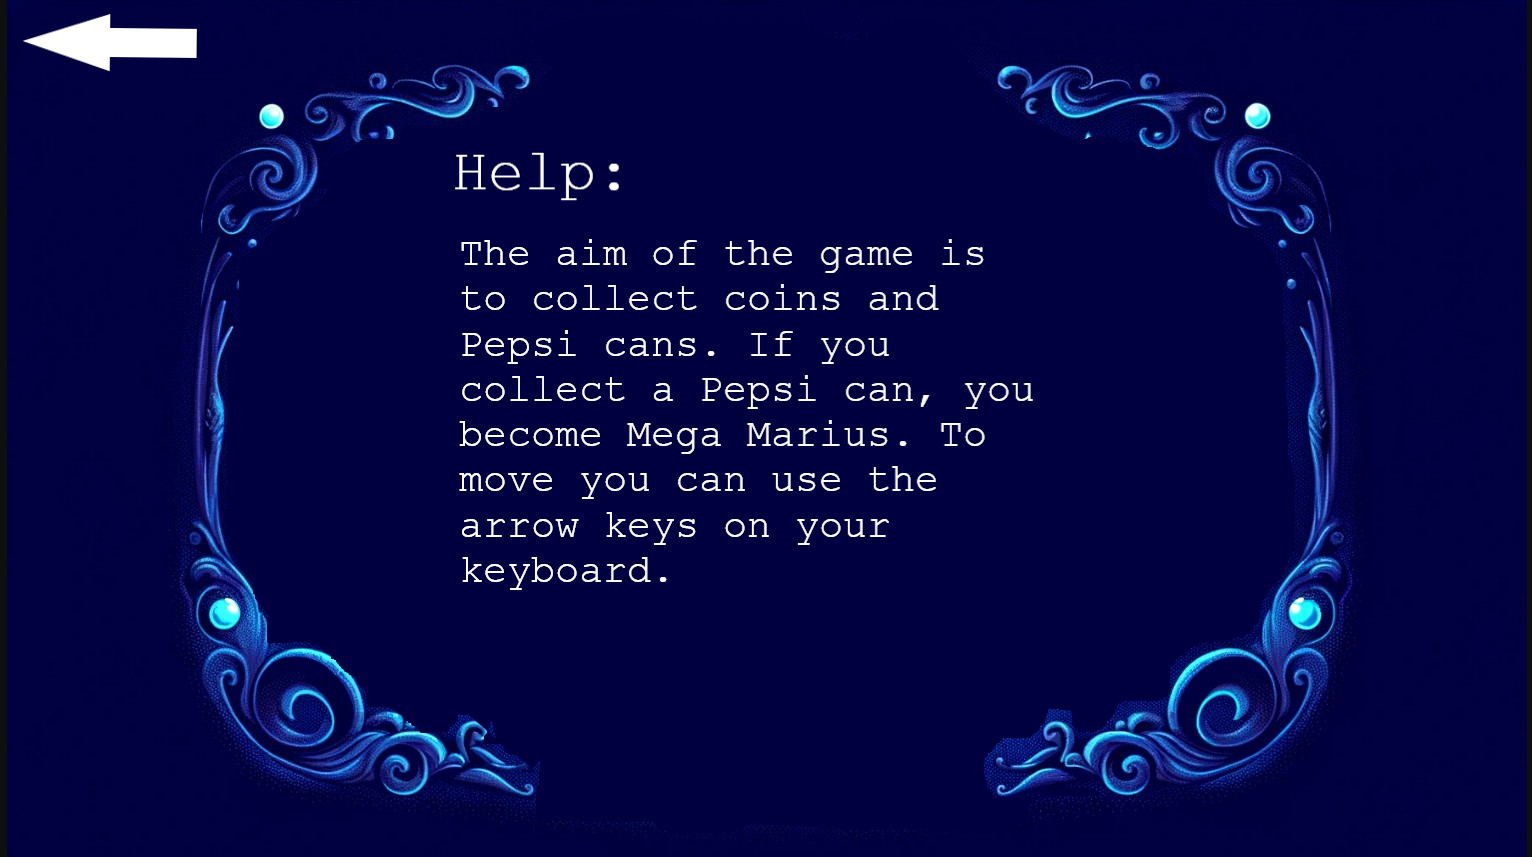 Help:
The aim of the game is
to collect coins and
Pepsi cans. If you
collect a Pepsi can, you
become Mega Marius. To
move you can use the
arrow keys on your
keyboard.